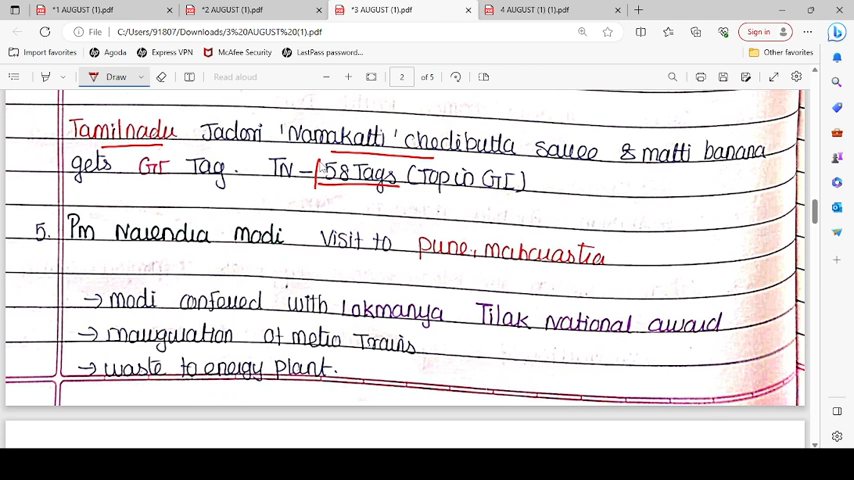 *1 AUGUST (1).pdf
*2 AUGUST (1).pdf
*3 AUGUST (1).pdf
4 AUGUST (1) (1).pdf
File
C:/Users/91807/Downloads/3%20AUGUST%20(1).pdf
Sign in
Import favorites
Agoda
Express VPN
McAfee Security
LastPass password...
Other favorites
Draw
Read aloud
2
of 5
Tamilnadu Jaderi 'Namakatti' chedibutta saree & matti banana
gets GI Tag. TN - 58 Tags (Top in GI)
5. Pm Narendra modi visit to pune, maharastra
→ modi conferred with Lokmanya Tilak National award
→ inauguration of metro Trains
→ waste to energy plant.